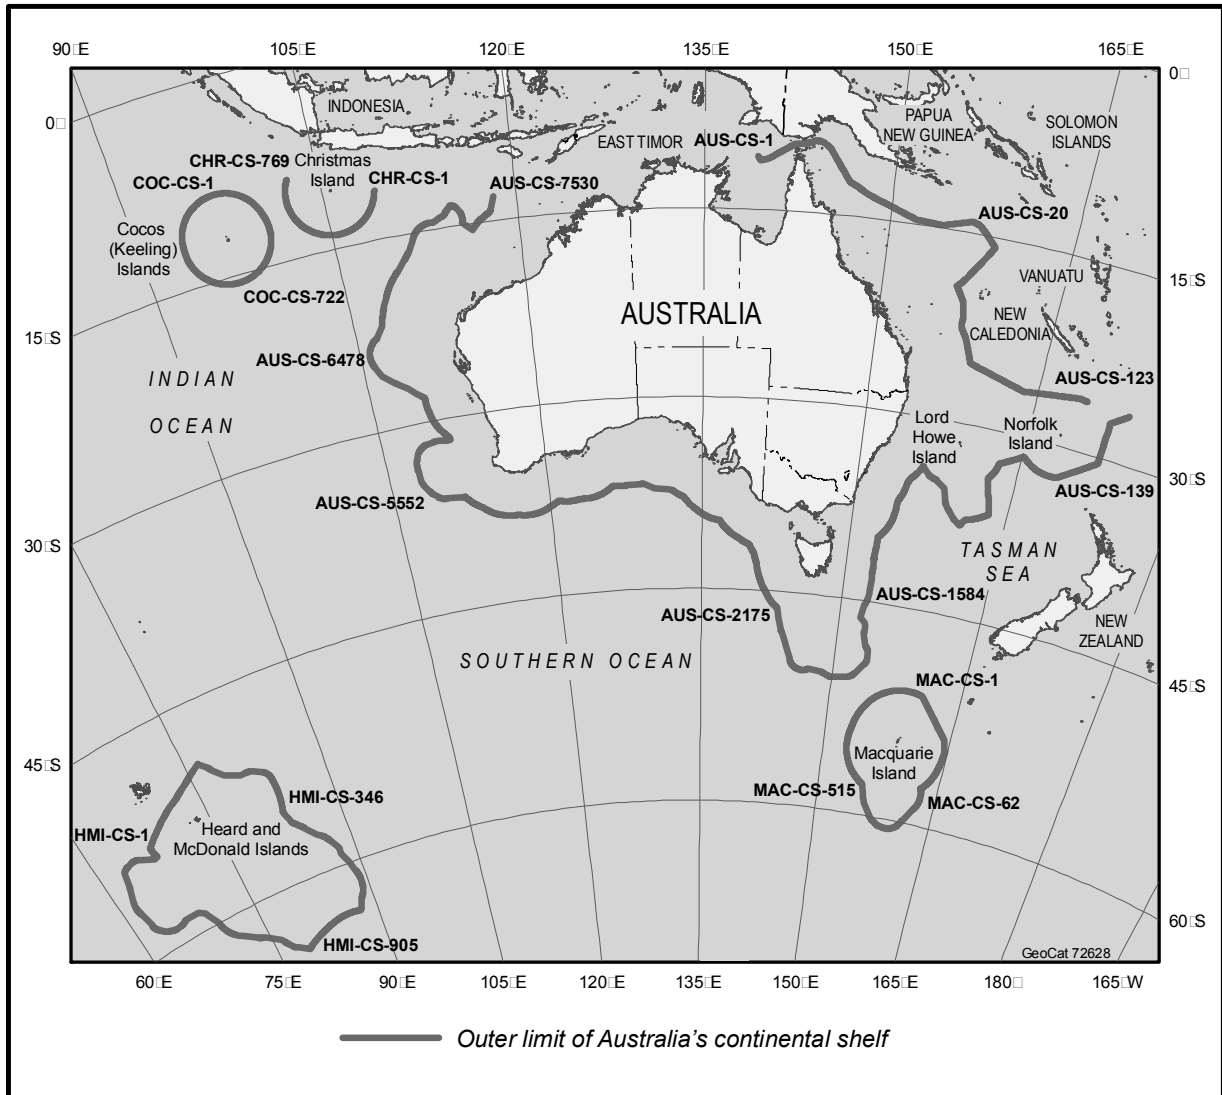 90□E
105□E
120□E
135□E
150□E
165□E
0□
0□
INDONESIA
PAPUA
NEW GUINEA
SOLOMON
ISLANDS
EAST TIMOR
AUS-CS-1
CHR-CS-769
Christmas
Island
COC-CS-1
CHR-CS-1
AUS-CS-7530
AUS-CS-20
Cocos
(Keeling)
Islands
COC-CS-722
VANUATU
15□S
NEW
CALEDONIA
AUSTRALIA
15□S
AUS-CS-6478
INDIAN
OCEAN
AUS-CS-123
Lord
Howe
Island
Norfolk
Island
30□S
AUS-CS-139
AUS-CS-5552
30□S
TASMAN
SEA
AUS-CS-1584
AUS-CS-2175
NEW
ZEALAND
SOUTHERN OCEAN
MAC-CS-1
45□S
Macquarie
Island
45□S
MAC-CS-515
MAC-CS-62
HMI-CS-346
HMI-CS-1
Heard and
McDonald Islands
60□S
HMI-CS-905
GeoCat 72628
60□E
75□E
90□E
105□E
120□E
135□E
150□E
165□E
180□
165□W
Outer limit of Australia's continental shelf